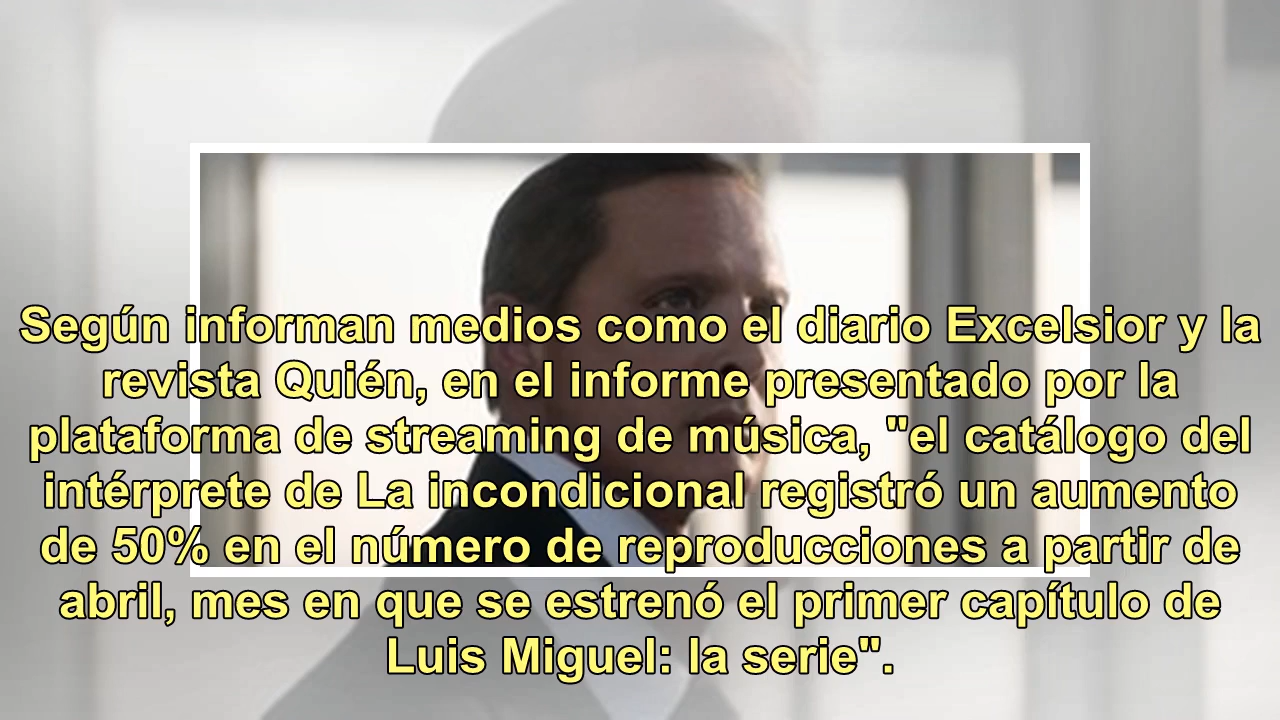 Según informan medios como el diario Excelsior y la
revista Quién, en el informe presentado por la
plataforma de streaming de música, "el catálogo del
intérprete de La incondicional registró un aumento
de 50% en el número de reproducciones a partir de
abril, mes en que se estrenó el primer capítulo de
Luis Miguel: la serie".